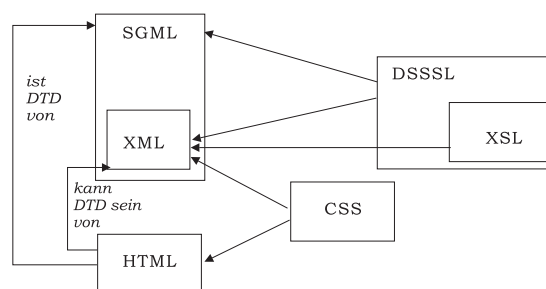 SGML
DSSSL
ist
DTD
von
XML
XSL
kann
DTD sein
von
CSS
HTML